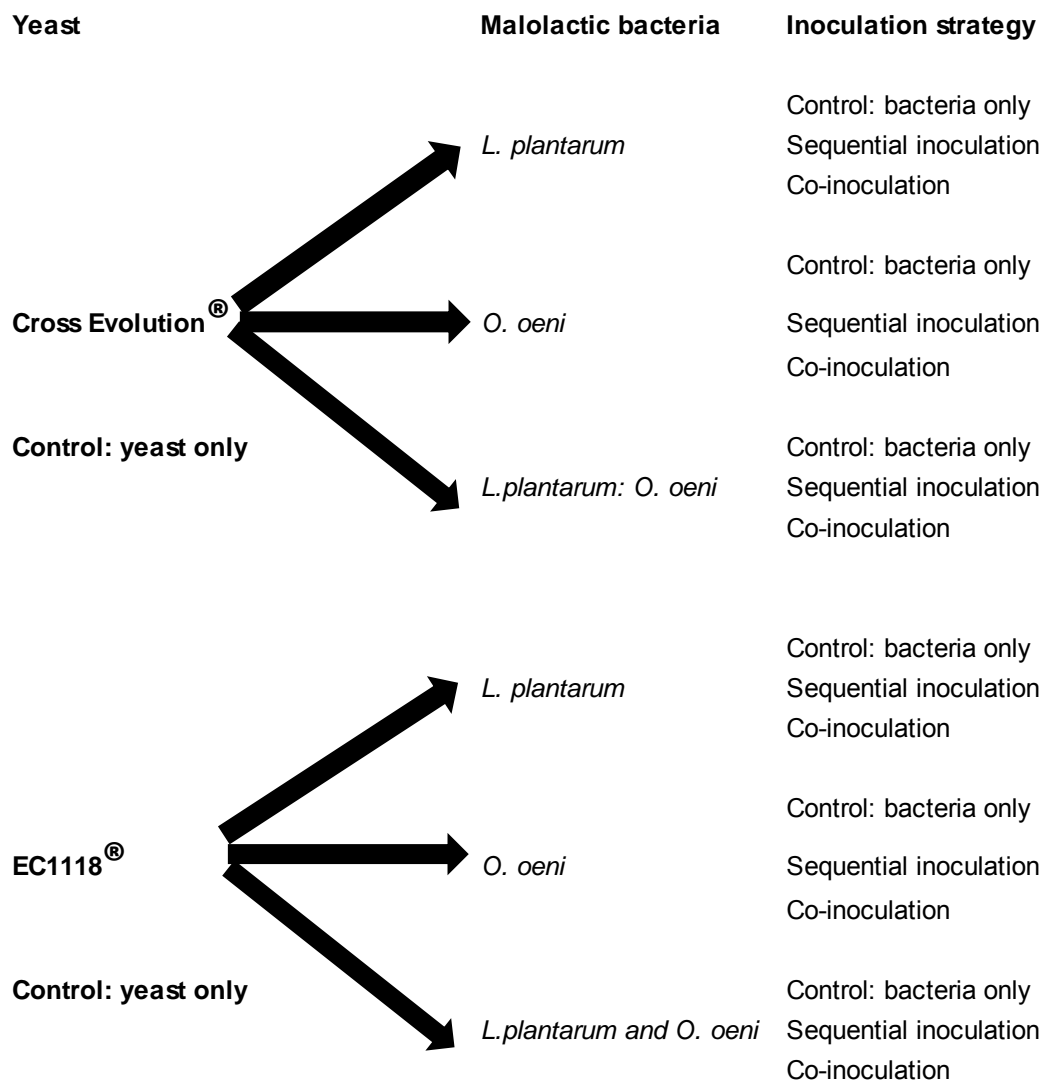 Yeast Malolactic bacteria Inoculation strategy
Control: bacteria only
L. plantarum Sequential inoculation
Co-inoculation
Control: bacteria only
Cross Evolution® O. oeni Sequential inoculation
Co-inoculation
Control: yeast only Control: bacteria only
L.plantarum: O. oeni Sequential inoculation
Co-inoculation
Control: bacteria only
L. plantarum Sequential inoculation
Co-inoculation
Control: bacteria only
EC1118® O. oeni Sequential inoculation
Co-inoculation
Control: yeast only Control: bacteria only
L.plantarum and O. oeni Sequential inoculation
Co-inoculation